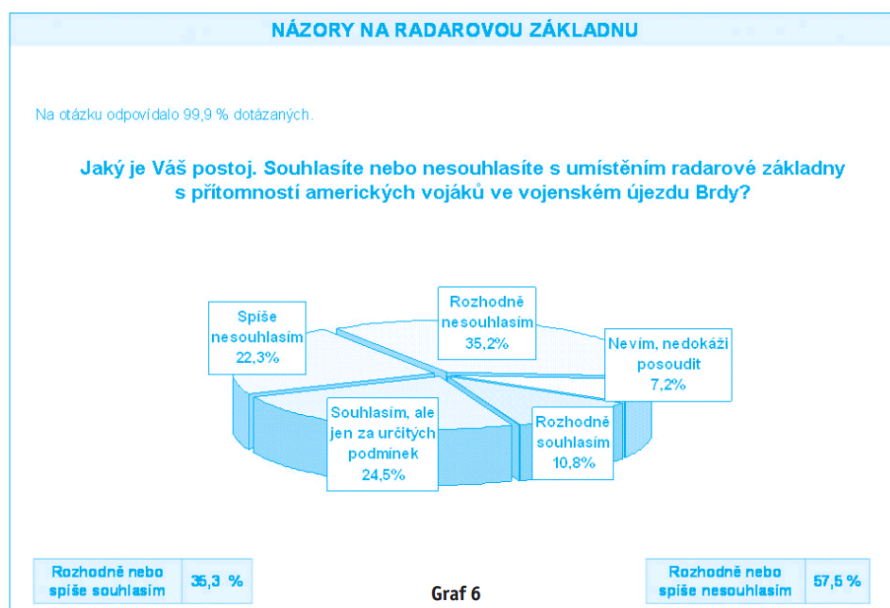 NÁZORY NA RADAROVOU ZÁKLADNU
Na otázku odpovídalo 99,9 % dotázaných.
Jaký je Váš postoj. Souhlasíte nebo nesouhlasíte s umístěním radarové základny
s přítomností amerických vojáků ve vojenském újezdu Brdy?
Spíše
nesouhlasím
22,3%
Rozhodně
nesouhlasím
35,2%
Nevím, nedokáži
posoudit
7,2%
Souhlasím, ale
jen za určitých
podmínek
24,5%
Rozhodně
souhlasím
10,8%
Rozhodně nebo
spíše souhlasím
35,3 %
Graf 6
Rozhodně nebo
spíše nesouhlasím
57,5 %